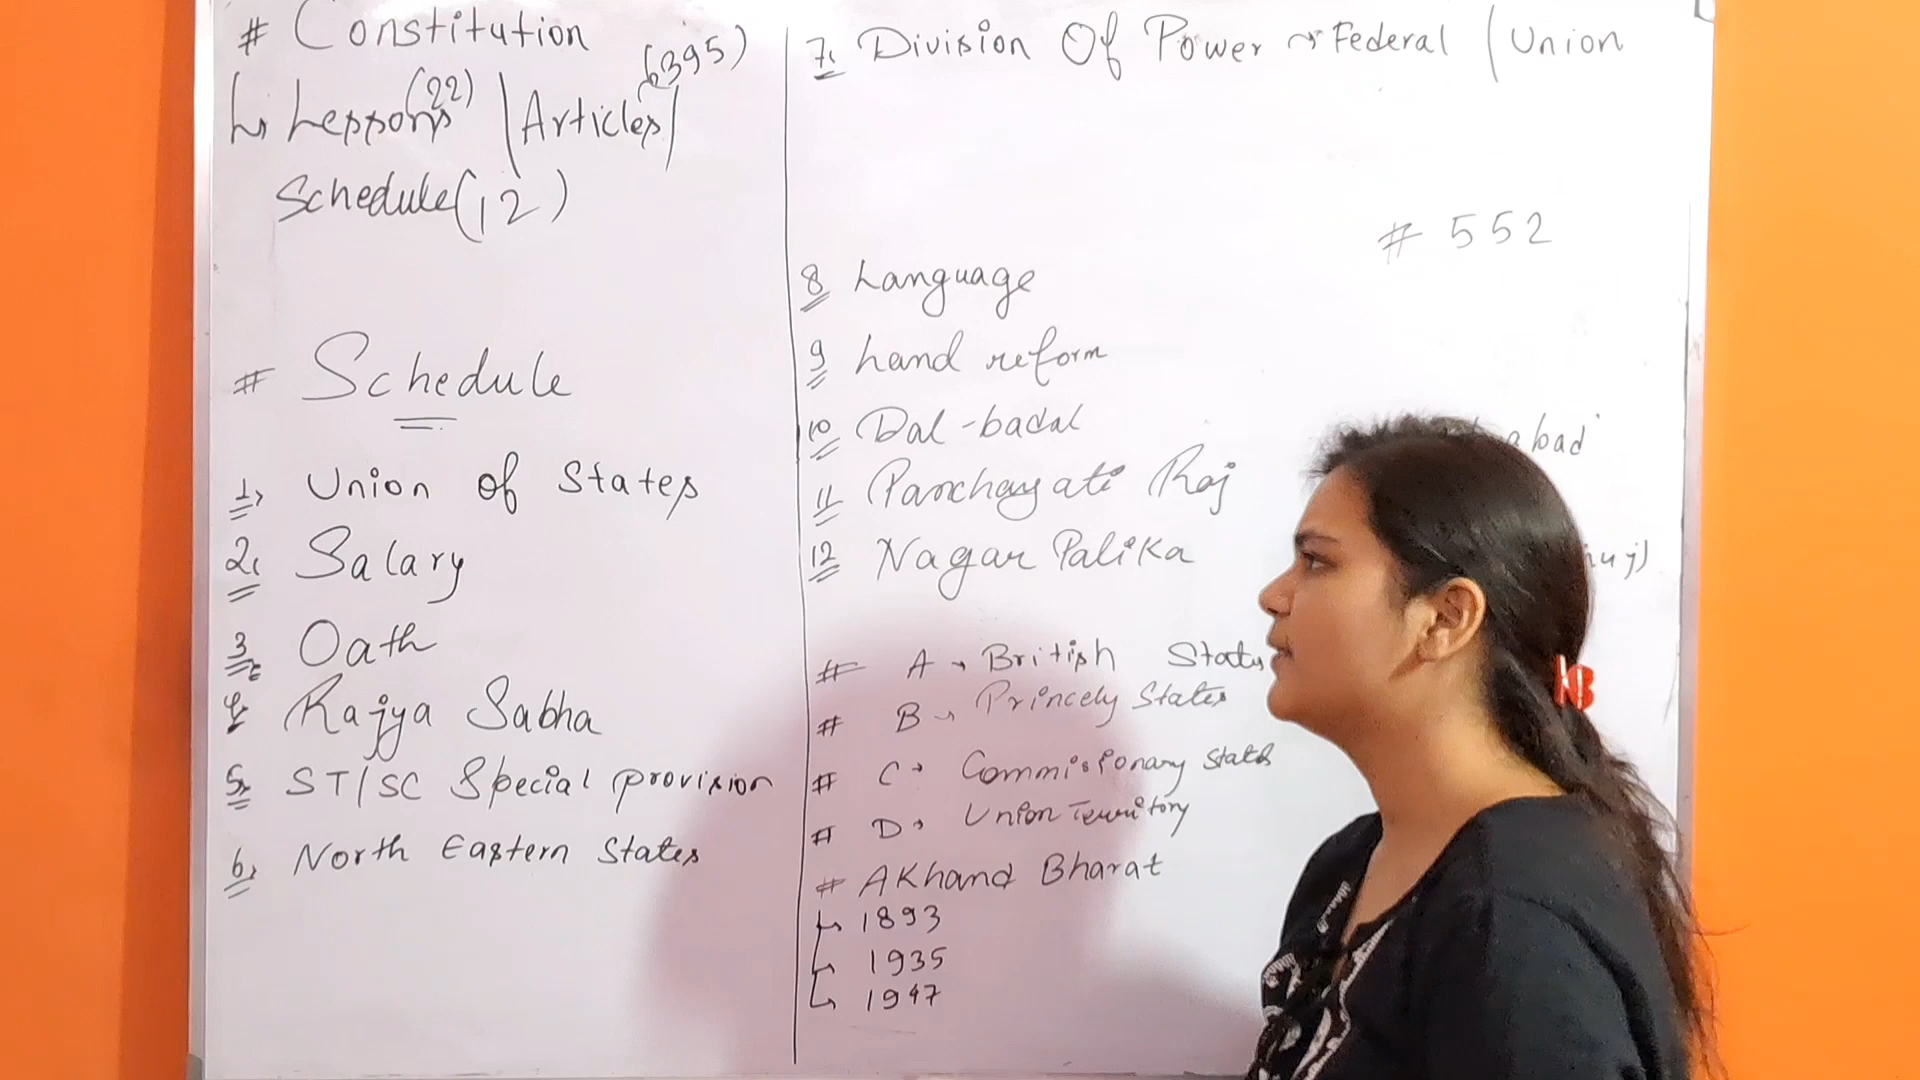 # Constitution
↳ Lessons (22) | Articles (395) |
Schedule (12)
# Schedule
1, Union of States
2, Salary
3, Oath
4, Rajya Sabha
5, ST/SC Special provision
6, North Eastern States
7, Division Of Power → Federal / Union
# 552
8 Language
9 Land reform
10 Dal-badal
11 Panchayati Raj
12 Nagar Palika
# A → British States
# B → Princely States
# C → Commissionary States
# D → Union Territory
# AKhand Bharat
↳ 1893
↳ 1935
↳ 1947